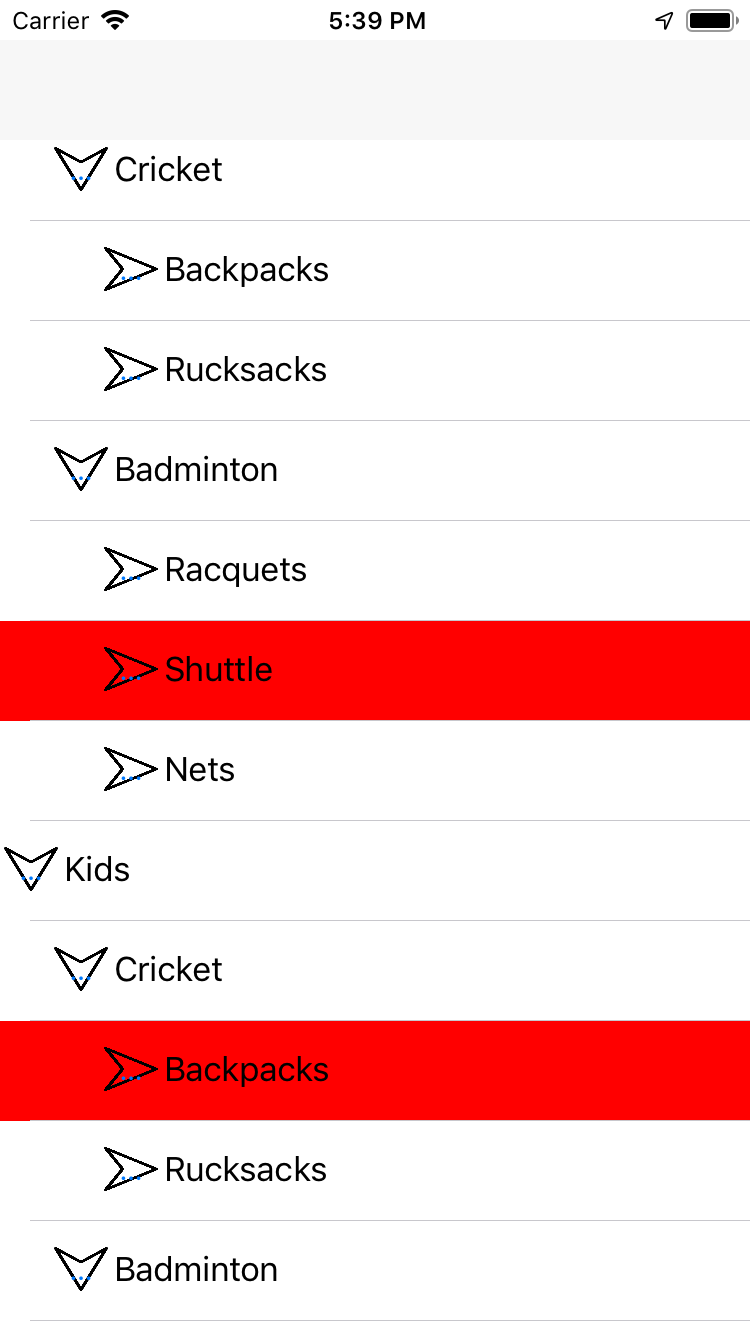 Carrier 5:39 PM
Cricket
Backpacks
Rucksacks
Badminton
Racquets
Shuttle
Nets
Kids
Cricket
Backpacks
Rucksacks
Badminton